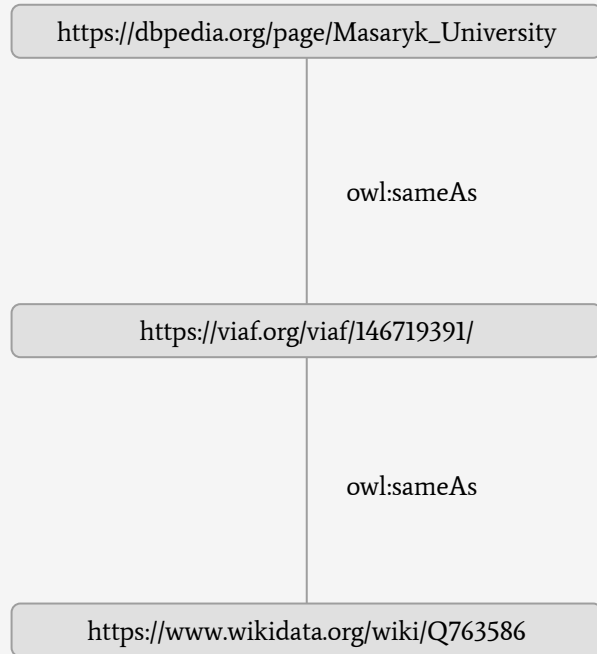 https://dbpedia.org/page/Masaryk_University
owl:sameAs
https://viaf.org/viaf/146719391/
owl:sameAs
https://www.wikidata.org/wiki/Q763586